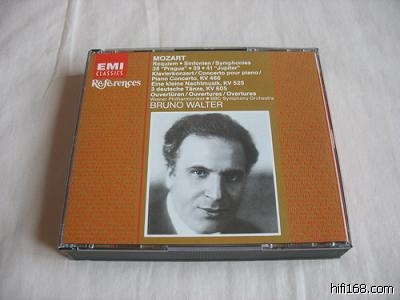 EMI
CLASSICS
Références
MOZART
Requiem • Sinfonien / Symphonies
38 "Prague" • 39 • 41 "Jupiter"
Klavierkonzert / Concerto pour piano /
Piano Concerto, KV 466
Eine kleine Nachtmusik, KV 525
3 deutsche Tänze, KV 605
Ouvertüren / Ouvertures / Overtures
Wiener Philharmoniker • BBC Symphony Orchestra
BRUNO WALTER
hifi168.com